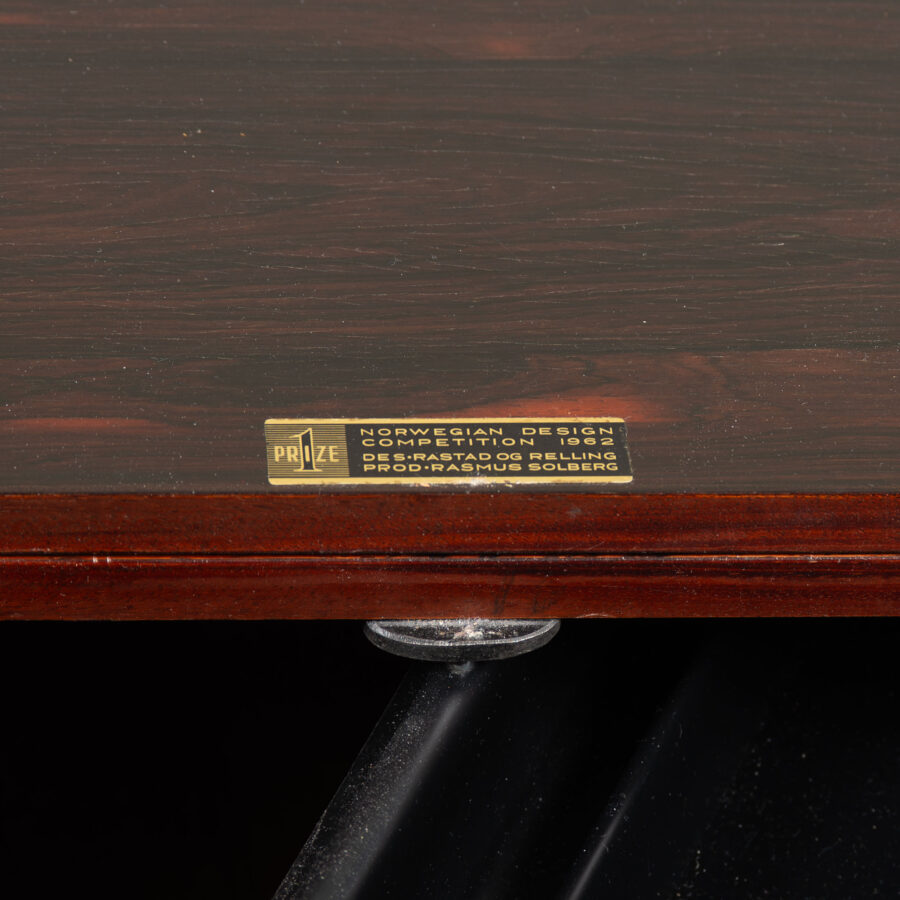 1
PRIZE
NORWEGIAN DESIGN
COMPETITION 1962
DES·RASTAD OG RELLING
PROD·RASMUS SOLBERG